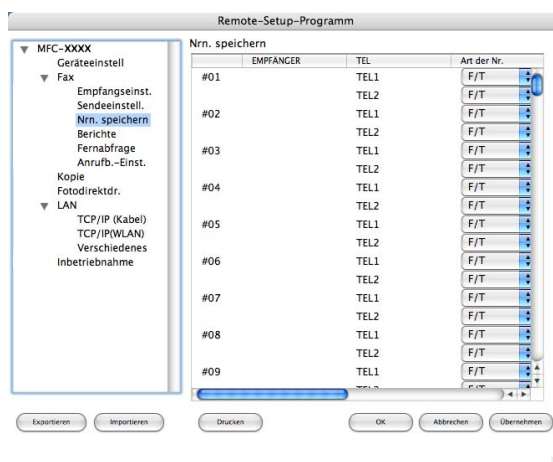 Remote-Setup-Programm
MFC-XXXX
Geräteeinstell
Fax
Empfangseinst.
Sendeeinstell.
Nrn. speichern
Berichte
Fernabfrage
Anrufb.-Einst.
Kopie
Fotodirektdr.
LAN
TCP/IP (Kabel)
TCP/IP(WLAN)
Verschiedenes
Inbetriebnahme
Nrn. speichern
EMPFÄNGER TEL Art der Nr.
#01 TEL1 F/T
TEL2 F/T
#02 TEL1 F/T
TEL2 F/T
#03 TEL1 F/T
TEL2 F/T
#04 TEL1 F/T
TEL2 F/T
#05 TEL1 F/T
TEL2 F/T
#06 TEL1 F/T
TEL2 F/T
#07 TEL1 F/T
TEL2 F/T
#08 TEL1 F/T
TEL2 F/T
#09 TEL1 F/T
TEL2 F/T
Exportieren Importieren Drucken OK Abbrechen Übernehmen